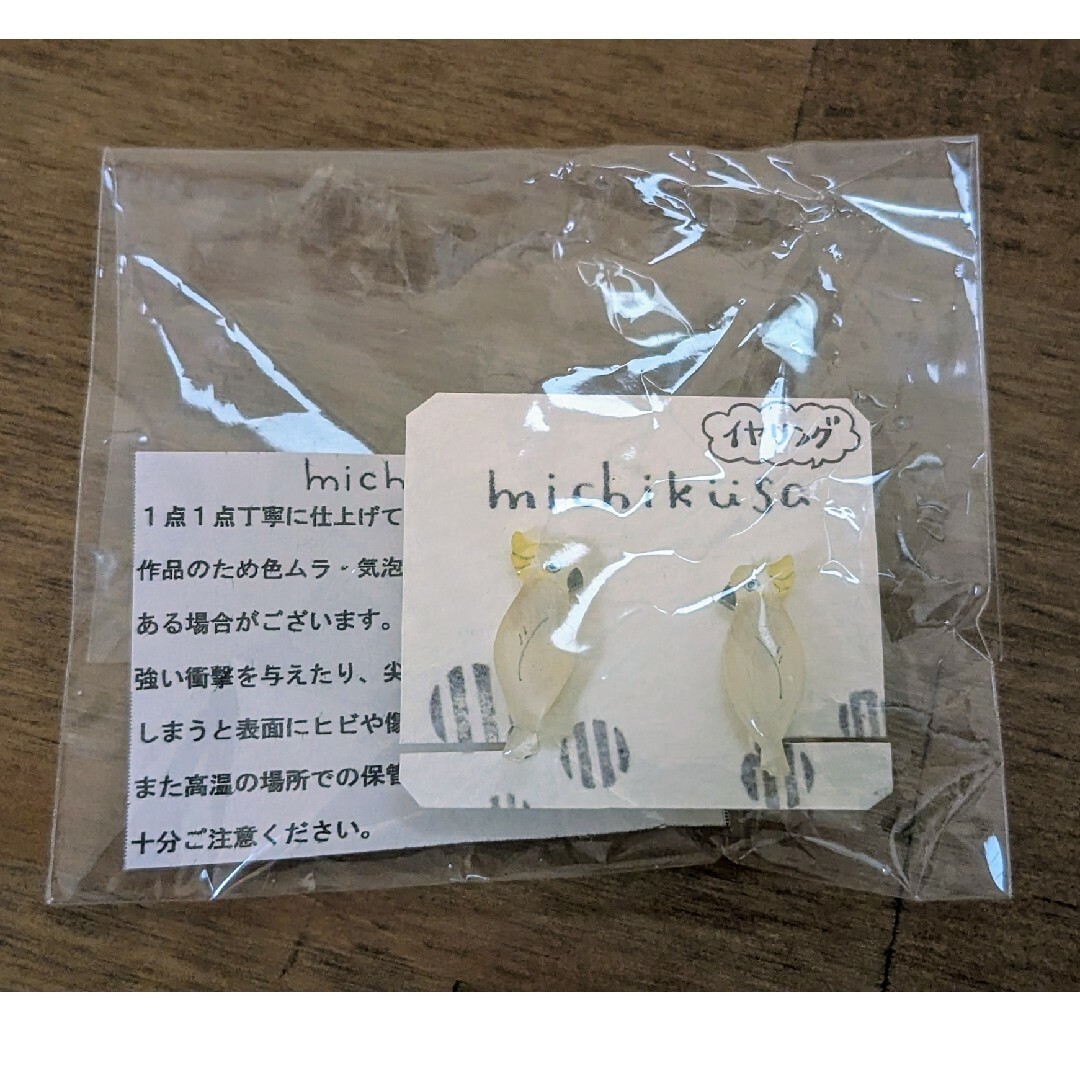 イヤリング
michikusa
mich
1点1点丁寧に仕上げて
作品のため色ムラ・気泡
ある場合がございます。
強い衝撃を与えたり、尖
しまうと表面にヒビや傷
また高温の場所での保管
十分ご注意ください。